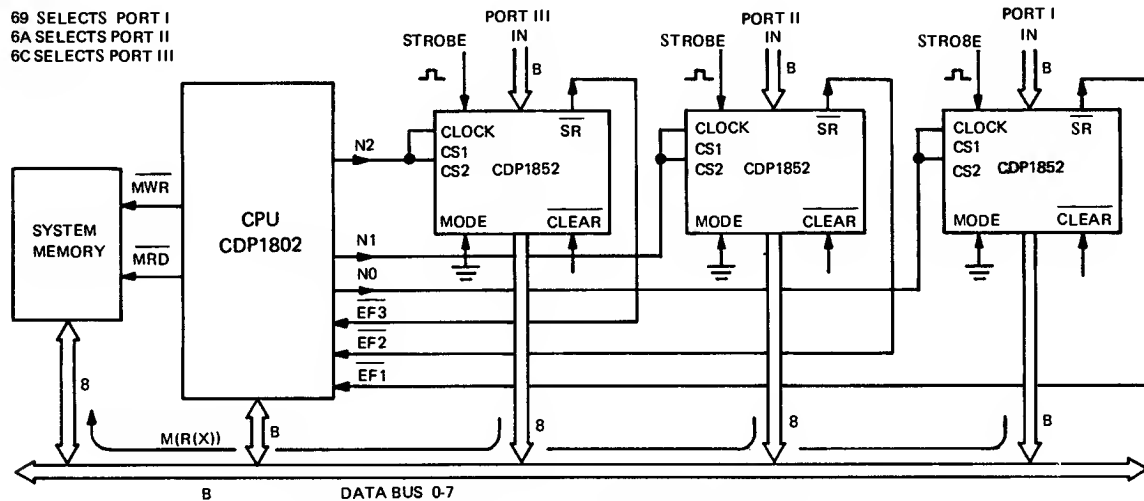 69 SELECTS PORT I
6A SELECTS PORT II
6C SELECTS PORT III
PORT III
IN
STROBE
B
PORT II
IN
STROBE
B
PORT I
IN
STRO8E
B
CLOCK
SR
CS1
CS2
CDP1852
MODE
CLEAR
CLOCK
SR
CS1
CS2
CDP1852
MODE
CLEAR
CLOCK
SR
CS1
CS2
CDP1852
MODE
CLEAR
SYSTEM
MEMORY
MWR
MRD
CPU
CDP1802
N2
N1
N0
EF3
EF2
EF1
8
M(R(X))
B
8
8
B
B
DATA BUS 0-7